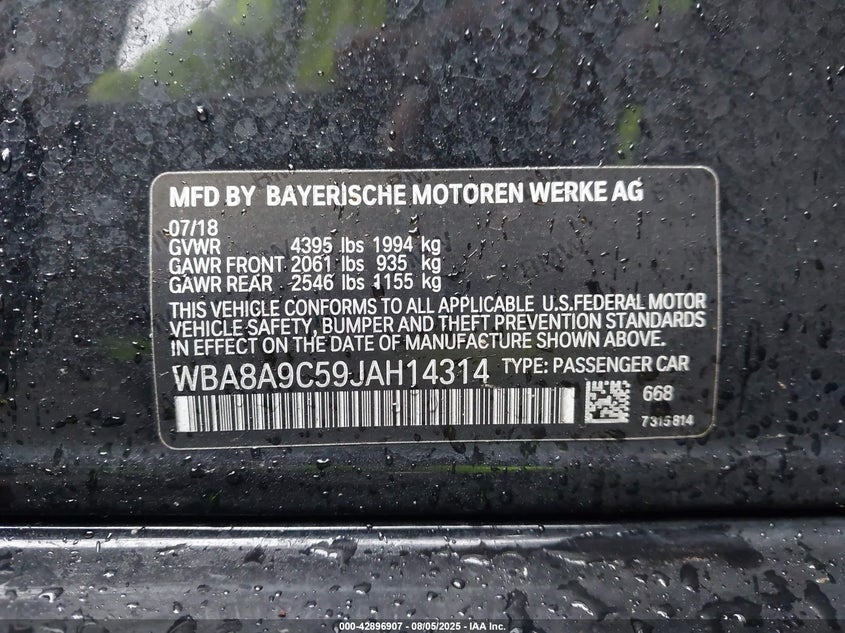 MFD BY BAYERISCHE MOTOREN WERKE AG
07/18
GVWR 4395 lbs 1994 kg
GAWR FRONT 2061 lbs 935 kg
GAWR REAR 2546 lbs 1155 kg
THIS VEHICLE CONFORMS TO ALL APPLICABLE U.S.FEDERAL MOTOR
VEHICLE SAFETY, BUMPER AND THEFT PREVENTION STANDARDS
IN EFFECT ON THE DATE OF MANUFACTURE SHOWN ABOVE.
WBA8A9C59JAH14314 TYPE: PASSENGER CAR
668
7315814
000-42896907 - 08/05/2025 - IAA Inc.